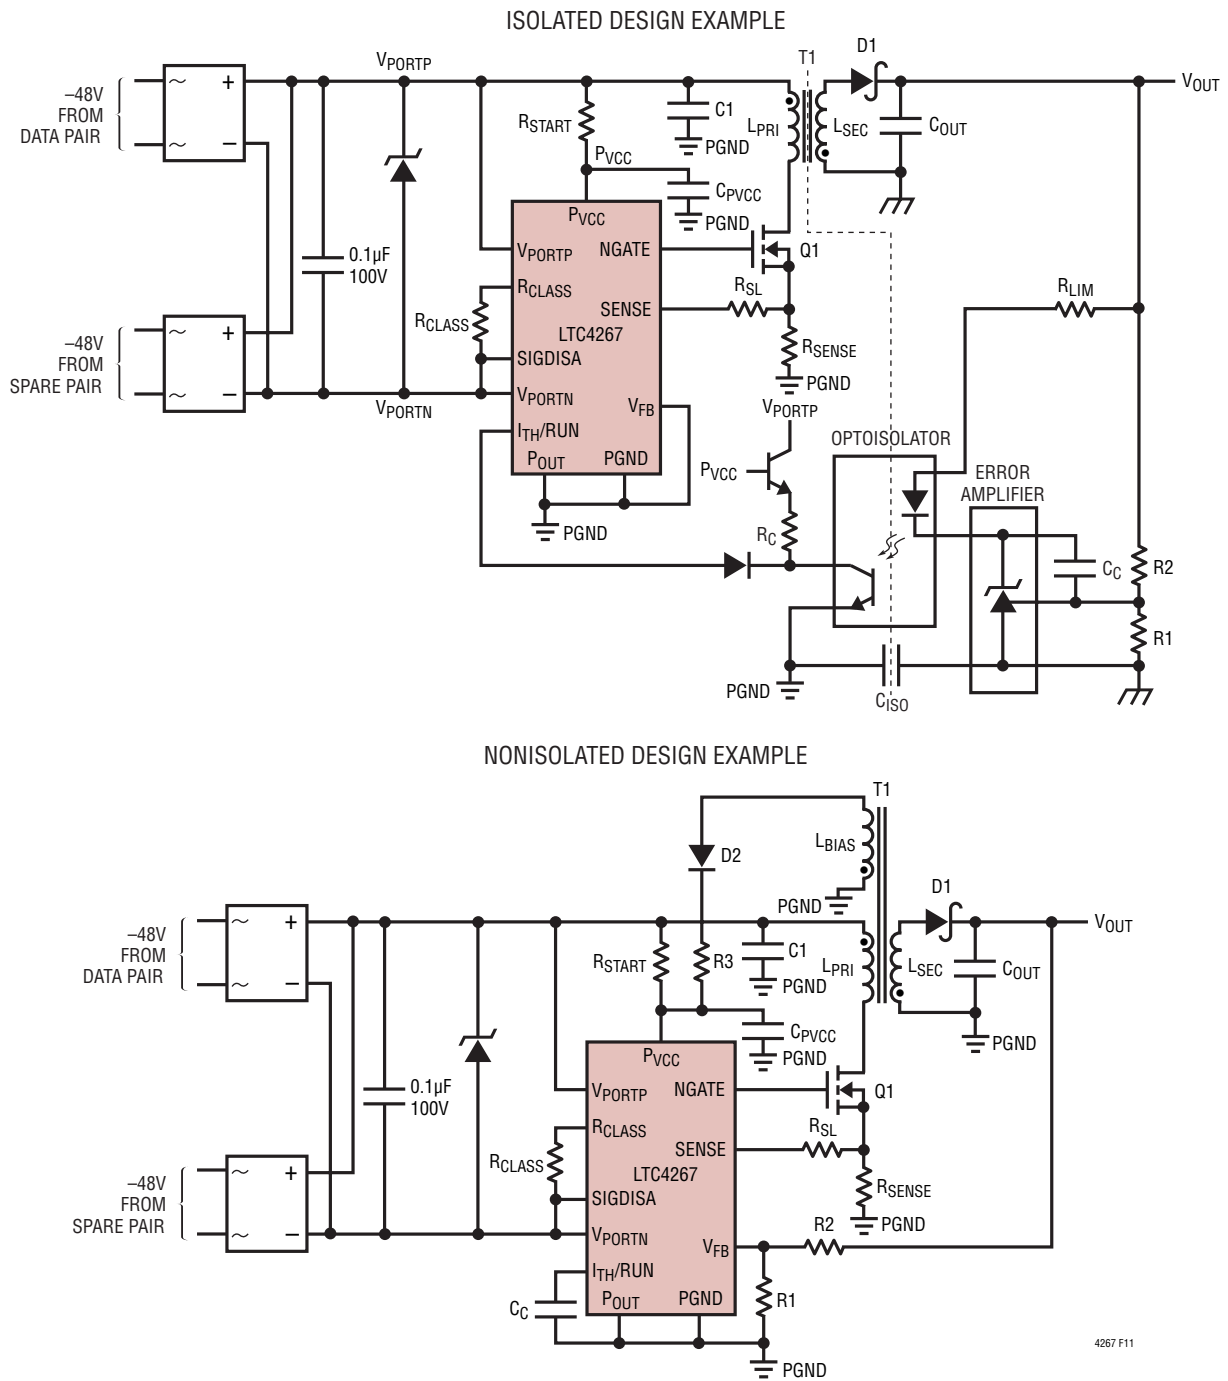 ISOLATED DESIGN EXAMPLE
VPORTP
T1
D1
VOUT
–48V
FROM
DATA PAIR
~
+
~
–
RSTART
C1
PGND
LPRI
LSEC
COUT
PVCC
CPVCC
PGND
PVCC
VPORTP
NGATE
Q1
0.1µF
100V
RCLASS
RCLASS
SENSE
RSL
RLIM
LTC4267
RSENSE
SIGDISA
–48V
FROM
SPARE PAIR
~
+
~
–
VPORTN
VPORTN
VFB
PGND
VPORTP
ITH/RUN
OPTOISOLATOR
POUT
PGND
PVCC
ERROR
AMPLIFIER
PGND
RC
CC
R2
R1
PGND
CISO
NONISOLATED DESIGN EXAMPLE
T1
LBIAS
D2
PGND
D1
VOUT
–48V
FROM
DATA PAIR
~
+
~
–
RSTART
R3
C1
PGND
LPRI
LSEC
COUT
CPVCC
PGND
PGND
PVCC
VPORTP
NGATE
Q1
0.1µF
100V
RCLASS
RCLASS
SENSE
RSL
LTC4267
RSENSE
SIGDISA
–48V
FROM
SPARE PAIR
~
+
~
–
VPORTN
VFB
R2
PGND
ITH/RUN
CC
POUT
PGND
R1
PGND
4267 F11